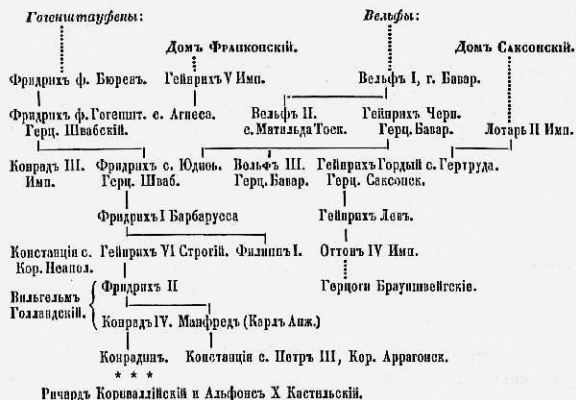 Гогенштауфены: Вельфы:
Домъ Франконскій. Домъ Саксонскій.
Фридрихъ ф. Бюренъ. Гейнрихъ V Имп. Вельфъ I, г. Бавар.
Фридрихъ ф. Гогеншт. с. Агнеса. Вельфъ II. Гейнрихъ Черн.
Герц. Швабскій. с. Матильда Тоск. Герц. Бавар. Лотарь II Имп.
Конрадъ III. Фридрихъ с. Юдиѳь. Вольфъ III. Гейнрихъ Гордый с. Гертруда.
Имп. Герц. Шваб. Герц. Бавар. Герц. Саксонск.
Фридрихъ I Барбарусса Гейнрихъ Левъ.
Констанція с. Гейнрихъ VI Строгій. Филиппъ I. Оттонъ IV Имп.
Кор. Неапол.
Фридрихъ II Герцоги Брауншвейгскіе.
Вильгельмъ
Голландскій.
Конрадъ IV. Манфредъ (Карлъ Анж.)
Конрадинъ. Констанція с. Петръ III, Кор. Аррагонск.
* * *
Ричардъ Корнваллійскій и Альфонсъ X Кастильскій.